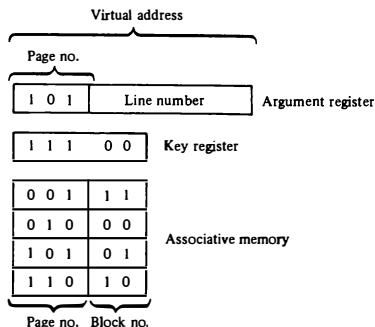 Virtual address
Page no.
1 0 1 Line number Argument register
1 1 1 0 0 Key register
0 0 1 1 1
0 1 0 0 0
Associative memory
1 0 1 0 1
1 1 0 1 0
Page no. Block no.